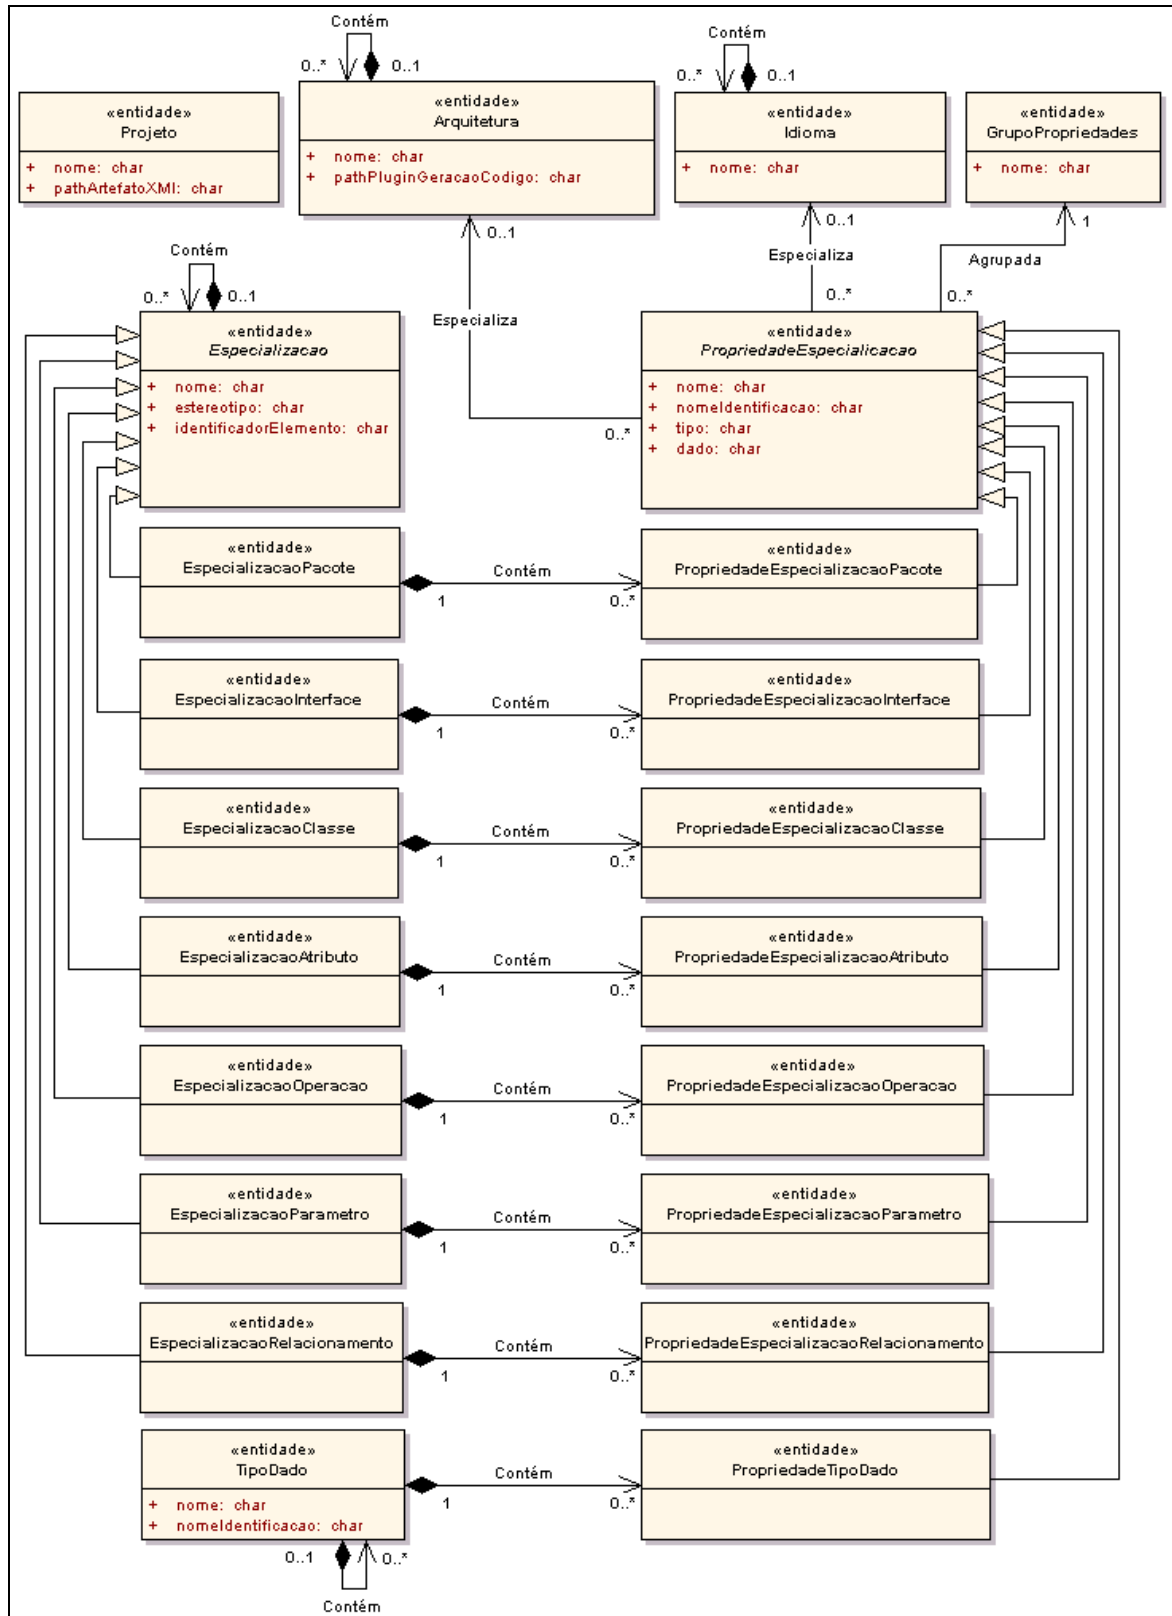 Contém
0..*
0..1
Contém
0..*
0..1
«entidade»
Projeto
+ nome: char
+ pathArtefatoXMI: char
«entidade»
Arquitetura
+ nome: char
+ pathPluginGeracaoCodigo: char
«entidade»
Idioma
+ nome: char
«entidade»
GrupoPropriedades
+ nome: char
0..1
0..1
1
Contém
0..*
0..1
Especializa
Especializa
Agrupada
0..*
0..*
«entidade»
Especializacao
+ nome: char
+ estereotipo: char
+ identificadorElemento: char
«entidade»
PropriedadeEspecialicacao
+ nome: char
+ nomeIdentificacao: char
+ tipo: char
+ dado: char
0..*
«entidade»
EspecializacaoPacote
Contém
1
0..*
«entidade»
PropriedadeEspecializacaoPacote
«entidade»
EspecializacaoInterface
Contém
1
0..*
«entidade»
PropriedadeEspecializacaoInterface
«entidade»
EspecializacaoClasse
Contém
1
0..*
«entidade»
PropriedadeEspecializacaoClasse
«entidade»
EspecializacaoAtributo
Contém
1
0..*
«entidade»
PropriedadeEspecializacaoAtributo
«entidade»
EspecializacaoOperacao
Contém
1
0..*
«entidade»
PropriedadeEspecializacaoOperacao
«entidade»
EspecializacaoParametro
Contém
1
0..*
«entidade»
PropriedadeEspecializacaoParametro
«entidade»
EspecializacaoRelacionamento
Contém
1
0..*
«entidade»
PropriedadeEspecializacaoRelacionamento
«entidade»
TipoDado
+ nome: char
+ nomeIdentificacao: char
Contém
1
0..*
«entidade»
PropriedadeTipoDado
0..1
0..*
Contém